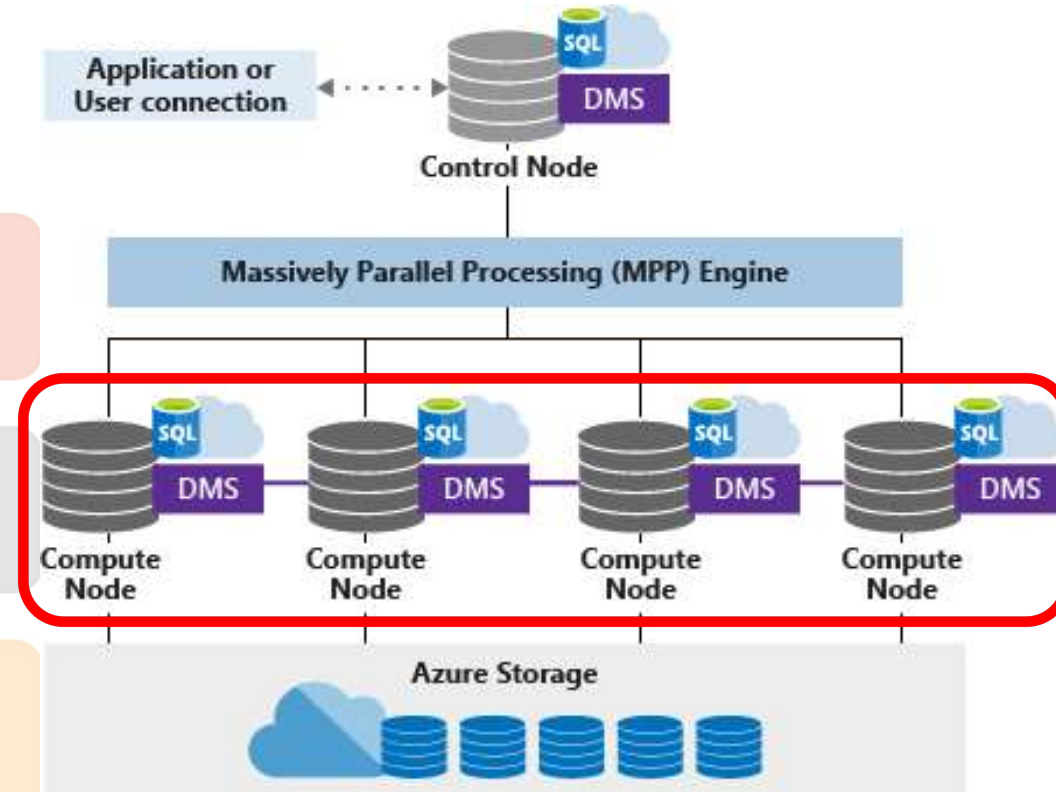 SQL
Application or
User connection
DMS
Control Node
Massively Parallel Processing (MPP) Engine
SQL
SQL
SQL
SQL
DMS
DMS
DMS
DMS
Compute
Node
Compute
Node
Compute
Node
Compute
Node
Azure Storage